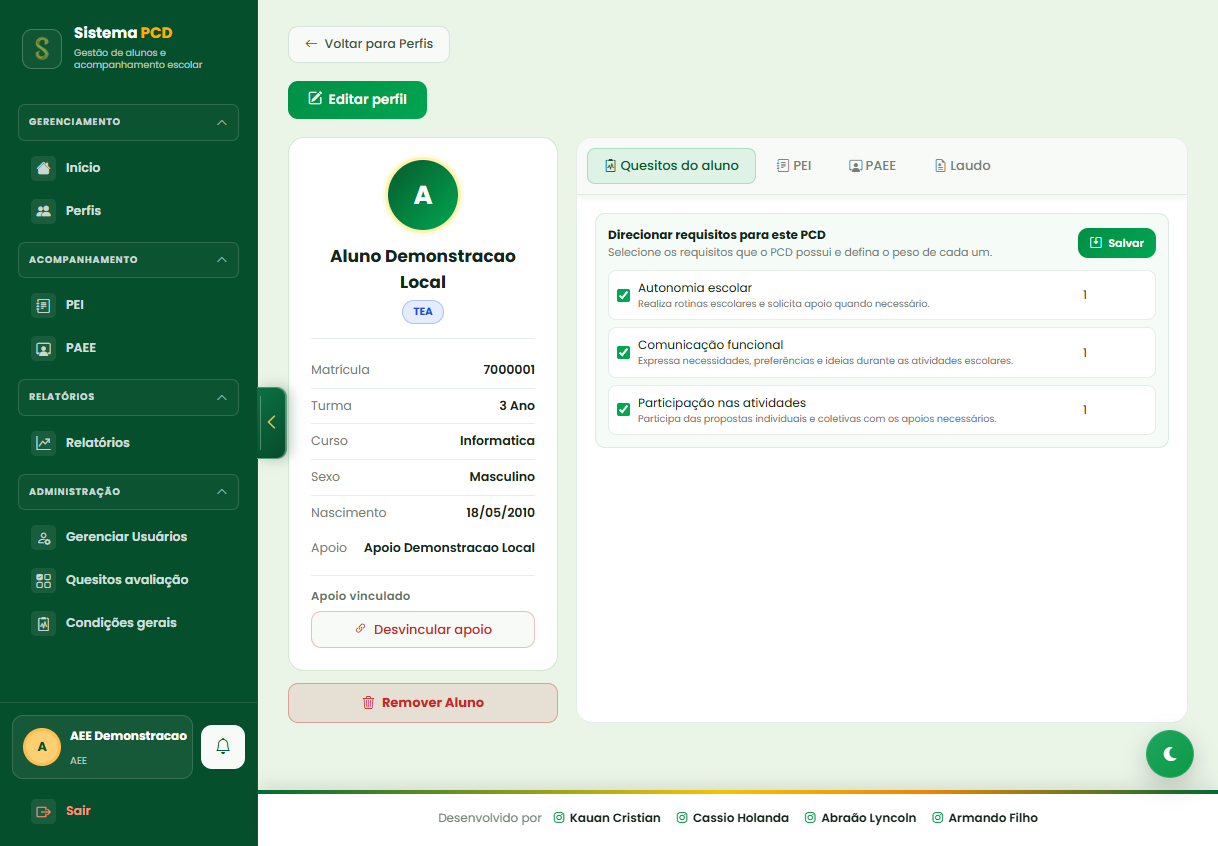 Sistema PCD
Gestão de alunos e
acompanhamento escolar
GERENCIAMENTO
Início
Perfis
ACOMPANHAMENTO
PEI
PAEE
RELATÓRIOS
Relatórios
ADMINISTRAÇÃO
Gerenciar Usuários
Quesitos avaliação
Condições gerais
A
AEE Demonstracao
AEE
Sair
Voltar para Perfis
Editar perfil
A
Aluno Demonstracao
Local
TEA
Matrícula 7000001
Turma 3 Ano
Curso Informatica
Sexo Masculino
Nascimento 18/05/2010
Apoio Apoio Demonstracao Local
Apoio vinculado
Desvincular apoio
Remover Aluno
Quesitos do aluno PEI PAEE Laudo
Direcionar requisitos para este PCD
Selecione os requisitos que o PCD possui e defina o peso de cada um.
Salvar
Autonomia escolar
Realiza rotinas escolares e solicita apoio quando necessário.
1
Comunicação funcional
Expressa necessidades, preferências e ideias durante as atividades escolares.
1
Participação nas atividades
Participa das propostas individuais e coletivas com os apoios necessários.
1
Desenvolvido por Kauan Cristian Cassio Holanda Abraão Lyncoln Armando Filho